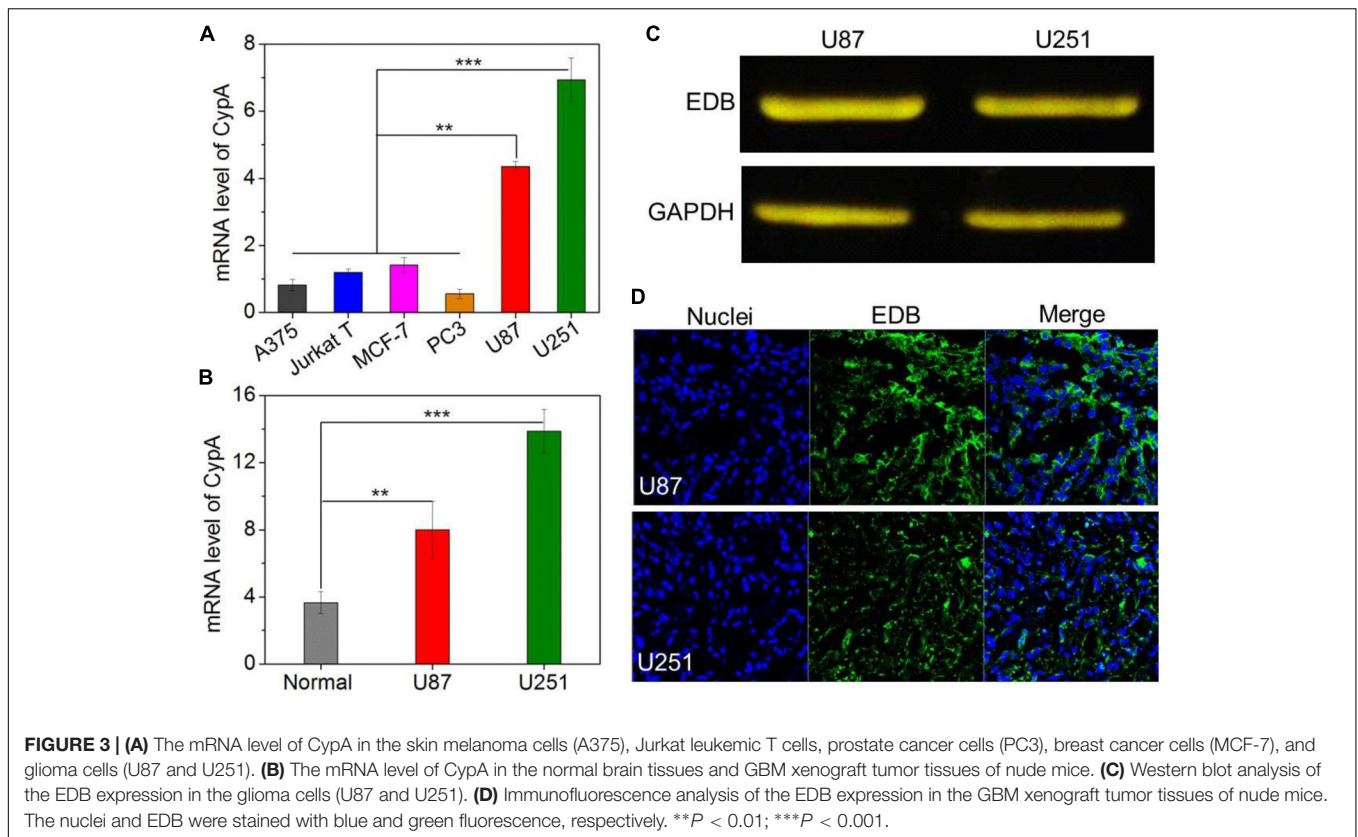 A
8
***
6
**
4
2
0
mRNA level of CypA
A375
Jurkat T
MCF-7
PC3
U87
U251
B
16
***
12
**
8
4
0
mRNA level of CypA
Normal
U87
U251
C
U87 U251
EDB
GAPDH
D
Nuclei EDB Merge
U87
U251
FIGURE 3 | (A) The mRNA level of CypA in the skin melanoma cells (A375), Jurkat leukemic T cells, prostate cancer cells (PC3), breast cancer cells (MCF-7), and
glioma cells (U87 and U251). (B) The mRNA level of CypA in the normal brain tissues and GBM xenograft tumor tissues of nude mice. (C) Western blot analysis of
the EDB expression in the glioma cells (U87 and U251). (D) Immunofluorescence analysis of the EDB expression in the GBM xenograft tumor tissues of nude mice.
The nuclei and EDB were stained with blue and green fluorescence, respectively. **P < 0.01; ***P < 0.001.